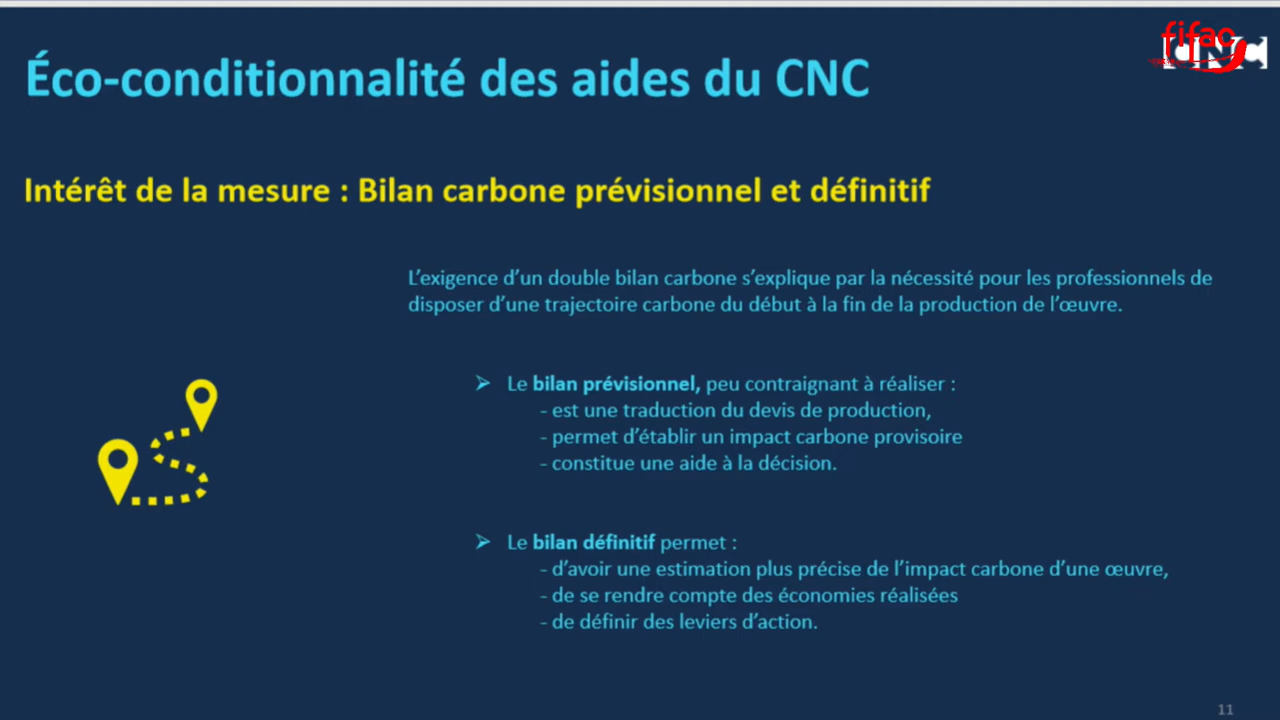 fifac
CNC
Éco-conditionnalité des aides du CNC
Intérêt de la mesure : Bilan carbone prévisionnel et définitif
L’exigence d’un double bilan carbone s’explique par la nécessité pour les professionnels de
disposer d’une trajectoire carbone du début à la fin de la production de l’œuvre.
➢ Le bilan prévisionnel, peu contraignant à réaliser :
- est une traduction du devis de production,
- permet d’établir un impact carbone provisoire
- constitue une aide à la décision.
➢ Le bilan définitif permet :
- d’avoir une estimation plus précise de l’impact carbone d’une œuvre,
- de se rendre compte des économies réalisées
- de définir des leviers d’action.
11